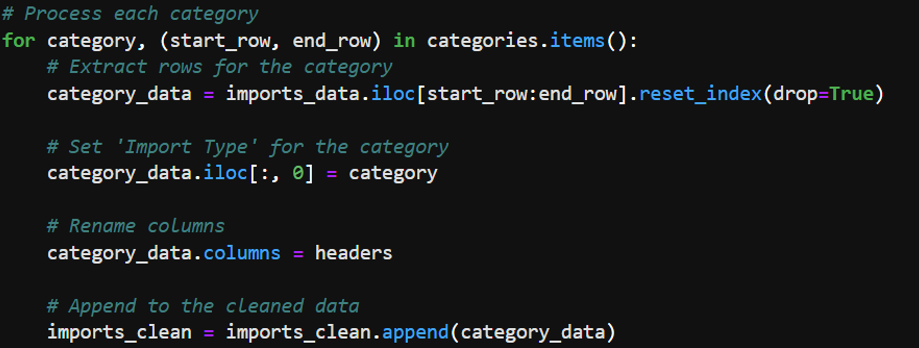 # Process each category
for category, (start_row, end_row) in categories.items():
    # Extract rows for the category
    category_data = imports_data.iloc[start_row:end_row].reset_index(drop=True)

    # Set 'Import Type' for the category
    category_data.iloc[:, 0] = category

    # Rename columns
    category_data.columns = headers

    # Append to the cleaned data
    imports_clean = imports_clean.append(category_data)